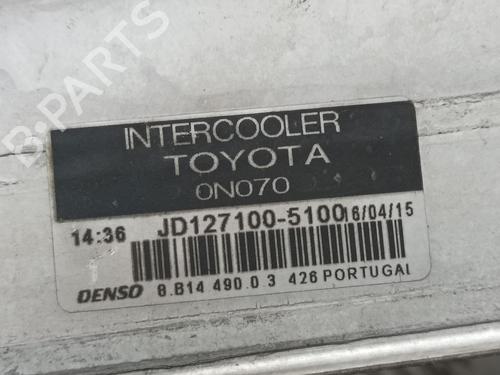 B-PARTS
INTERCOOLER
TOYOTA
0N070
14:36 JD127100-5100 16/04/15
DENSO 8.B14 490.0 3 426 PORTUGAL